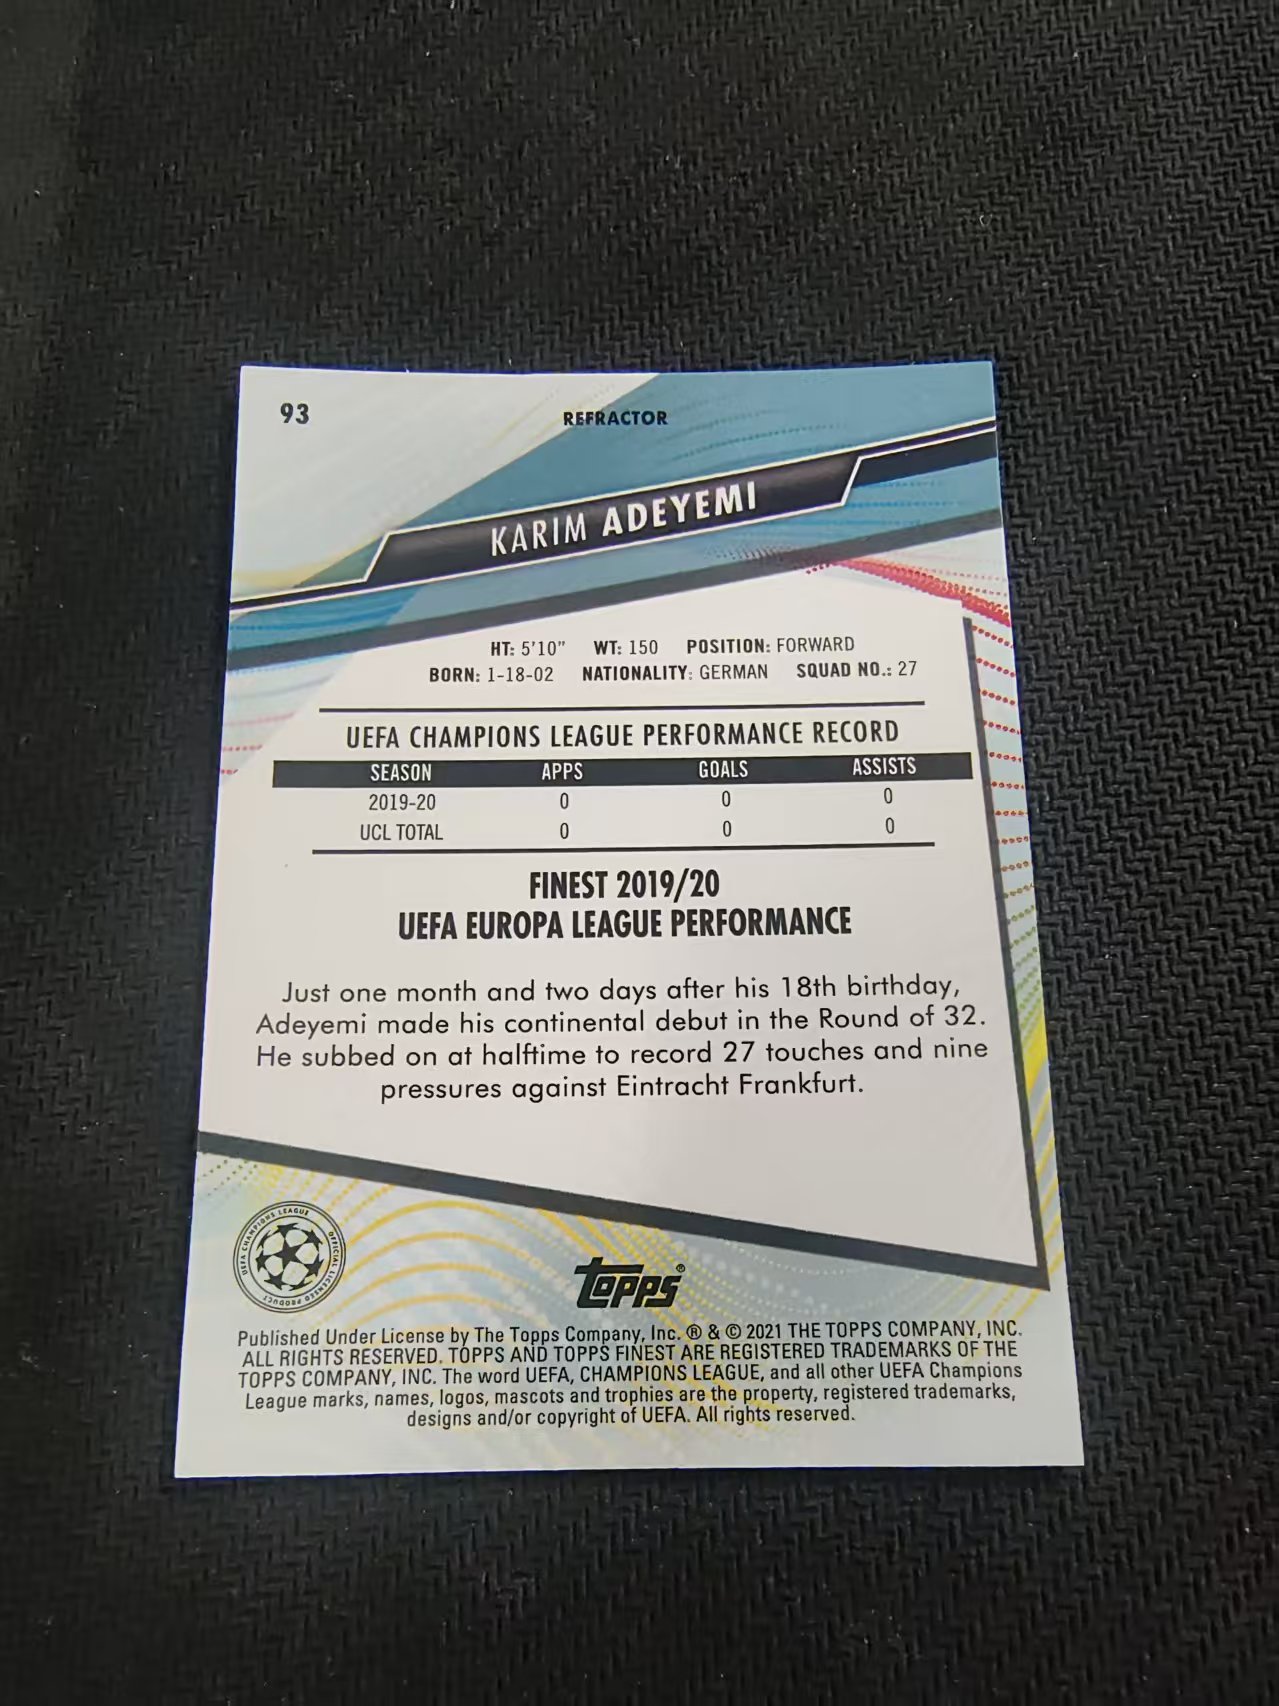 93
REFRACTOR
KARIM ADEYEMI
HT: 5'10" WT: 150 POSITION: FORWARD
BORN: 1-18-02 NATIONALITY: GERMAN SQUAD NO.: 27
UEFA CHAMPIONS LEAGUE PERFORMANCE RECORD
SEASON APPS GOALS ASSISTS
2019-20 0 0 0
UCL TOTAL 0 0 0
FINEST 2019/20
UEFA EUROPA LEAGUE PERFORMANCE
Just one month and two days after his 18th birthday,
Adeyemi made his continental debut in the Round of 32.
He subbed on at halftime to record 27 touches and nine
pressures against Eintracht Frankfurt.
UEFA CHAMPIONS LEAGUE OFFICIAL LICENSED PRODUCT
Topps®
Published Under License by The Topps Company, Inc. ® & © 2021 THE TOPPS COMPANY, INC.
ALL RIGHTS RESERVED. TOPPS AND TOPPS FINEST ARE REGISTERED TRADEMARKS OF THE
TOPPS COMPANY, INC. The word UEFA, CHAMPIONS LEAGUE, and all other UEFA Champions
League marks, names, logos, mascots and trophies are the property, registered trademarks,
designs and/or copyright of UEFA. All rights reserved.